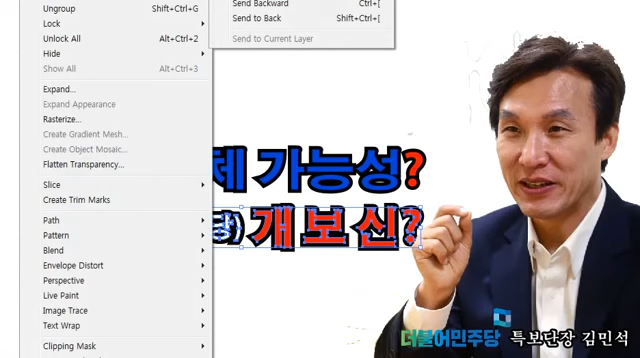 Ungroup Shift+Ctrl+G
Lock
Unlock All Alt+Ctrl+2
Hide
Show All Alt+Ctrl+3
Expand...
Expand Appearance
Rasterize...
Create Gradient Mesh...
Create Object Mosaic...
Flatten Transparency...
Slice
Create Trim Marks
Path
Pattern
Blend
Envelope Distort
Perspective
Live Paint
Image Trace
Text Wrap
Clipping Mask
Send Backward Ctrl+[
Send to Back Shift+Ctrl+[
Send to Current Layer
제 가능성?
당) 개 보 신?
더불어민주당 특보단장 김민석